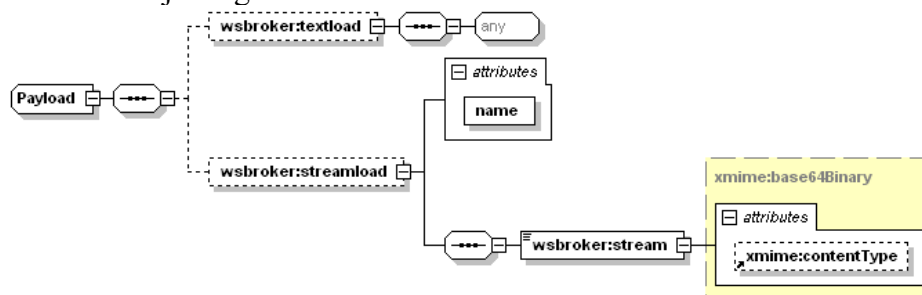 wsbroker:textload
any
attributes
Payload
name
wsbroker:streamload
xmime:base64Binary
attributes
wsbroker:stream
xmime:contentType